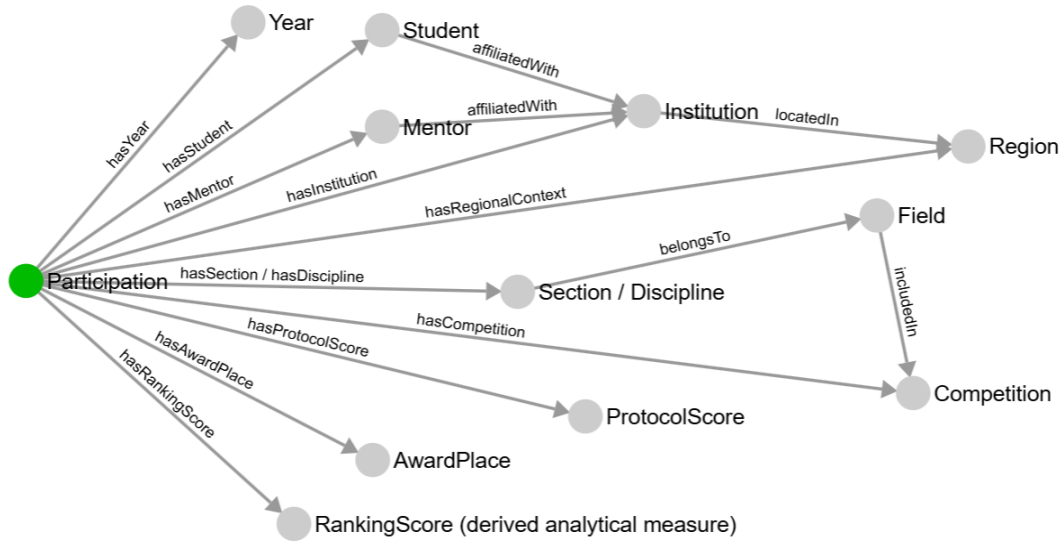 Year
Student
affiliatedWith
hasYear
hasStudent
affiliatedWith
Institution
locatedIn
Mentor
Region
hasMentor
hasInstitution
hasRegionalContext
Field
belongsTo
Participation
hasSection / hasDiscipline
Section / Discipline
includedIn
hasCompetition
hasProtocolScore
hasAwardPlace
hasRankingScore
Competition
ProtocolScore
AwardPlace
RankingScore (derived analytical measure)